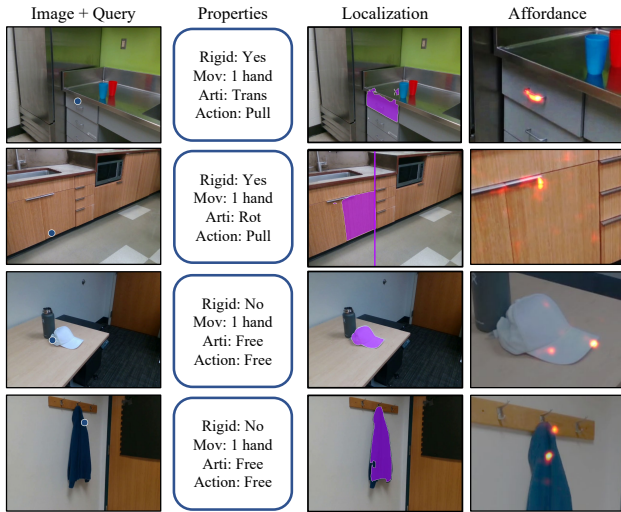 Image + Query Properties Localization Affordance
Rigid: Yes
Mov: 1 hand
Arti: Trans
Action: Pull
Rigid: Yes
Mov: 1 hand
Arti: Rot
Action: Pull
Rigid: No
Mov: 1 hand
Arti: Free
Action: Free
Rigid: No
Mov: 1 hand
Arti: Free
Action: Free